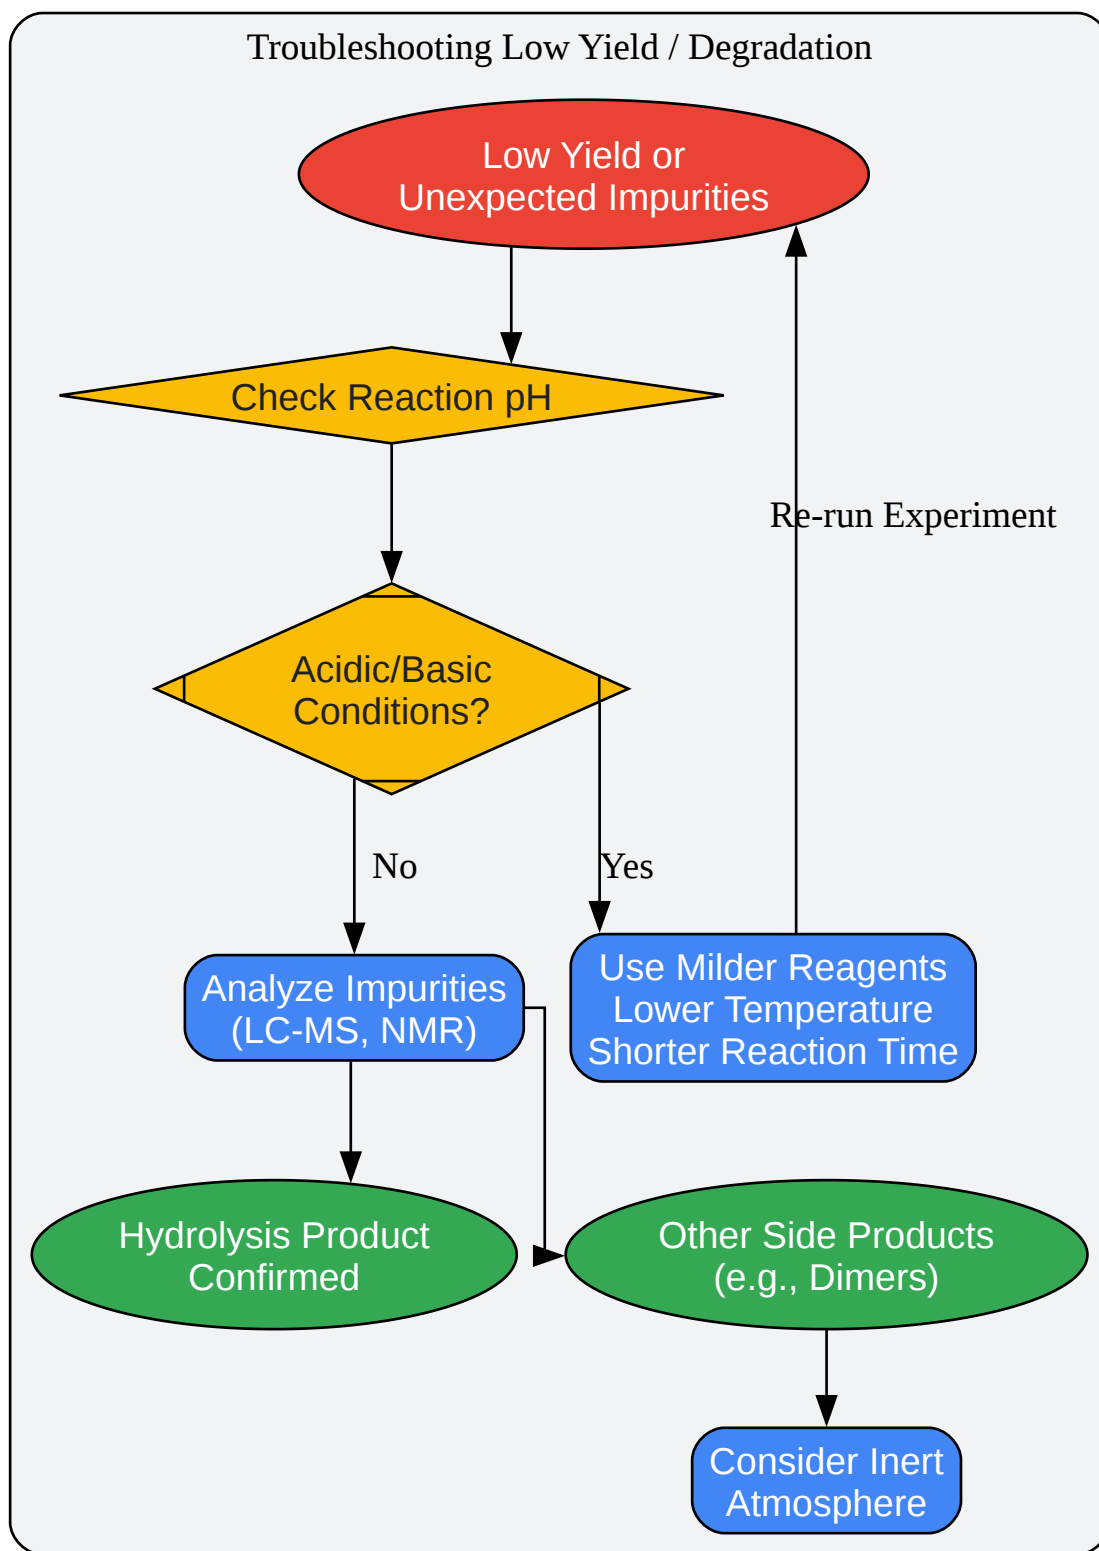 Troubleshooting Low Yield / Degradation
Low Yield or
Unexpected Impurities
Check Reaction pH
Re-run Experiment
Acidic/Basic
Conditions?
No
Yes
Analyze Impurities
(LC-MS, NMR)
Use Milder Reagents
Lower Temperature
Shorter Reaction Time
Hydrolysis Product
Confirmed
Other Side Products
(e.g., Dimers)
Consider Inert
Atmosphere